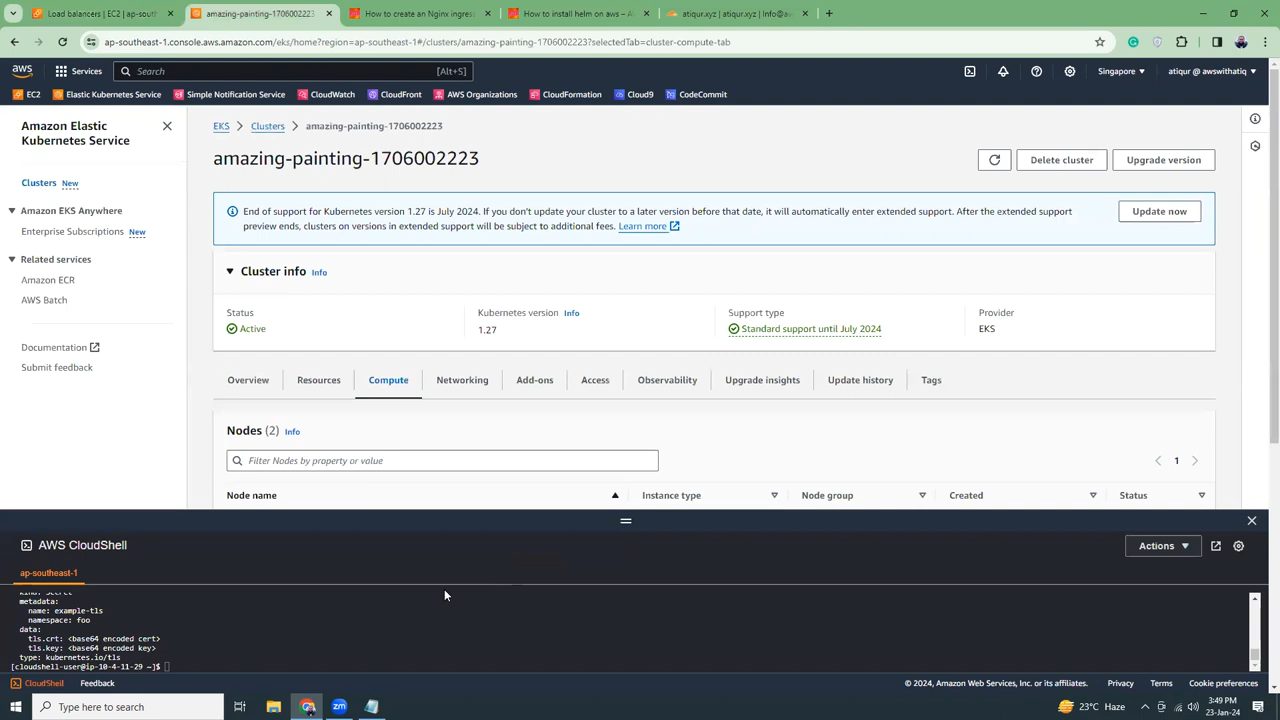 Load balancers | EC2 | ap-sout
amazing-painting-1706002223
How to create an Nginx ingress
How to install helm on aws – A
atiqur.xyz | Info@av
ap-southeast-1.console.aws.amazon.com/eks/home?region=ap-southeast-1#/clusters/amazing-painting-1706002223?selectedTab=cluster-compute-tab
aws Services Search [Alt+S] Singapore atiqur @ awswithatiq
EC2 Elastic Kubernetes Service Simple Notification Service CloudWatch CloudFront AWS Organizations CloudFormation Cloud9 CodeCommit
Amazon Elastic
Kubernetes Service
Clusters New
Amazon EKS Anywhere
Enterprise Subscriptions New
Related services
Amazon ECR
AWS Batch
Documentation
Submit feedback
EKS Clusters amazing-painting-1706002223
amazing-painting-1706002223
Delete cluster
Upgrade version
End of support for Kubernetes version 1.27 is July 2024. If you don't update your cluster to a later version before that date, it will automatically enter extended support. After the extended support
preview ends, clusters on versions in extended support will be subject to additional fees. Learn more
Update now
Cluster info Info
Status
Active
Kubernetes version Info
1.27
Support type
Standard support until July 2024
Provider
EKS
Overview Resources Compute Networking Add-ons Access Observability Upgrade insights Update history Tags
Nodes (2) Info
Filter Nodes by property or value
1
Node name Instance type Node group Created Status
AWS CloudShell
Actions
ap-southeast-1
kind: Secret
metadata:
name: example-tls
namespace: foo
data:
tls.crt: <base64 encoded cert>
tls.key: <base64 encoded key>
type: kubernetes.io/tls
[cloudshell-user@ip-10-4-11-29 ~]$
CloudShell Feedback © 2024, Amazon Web Services, Inc. or its affiliates. Privacy Terms Cookie preferences
Type here to search
23°C Haze
3:49 PM
23-Jan-24